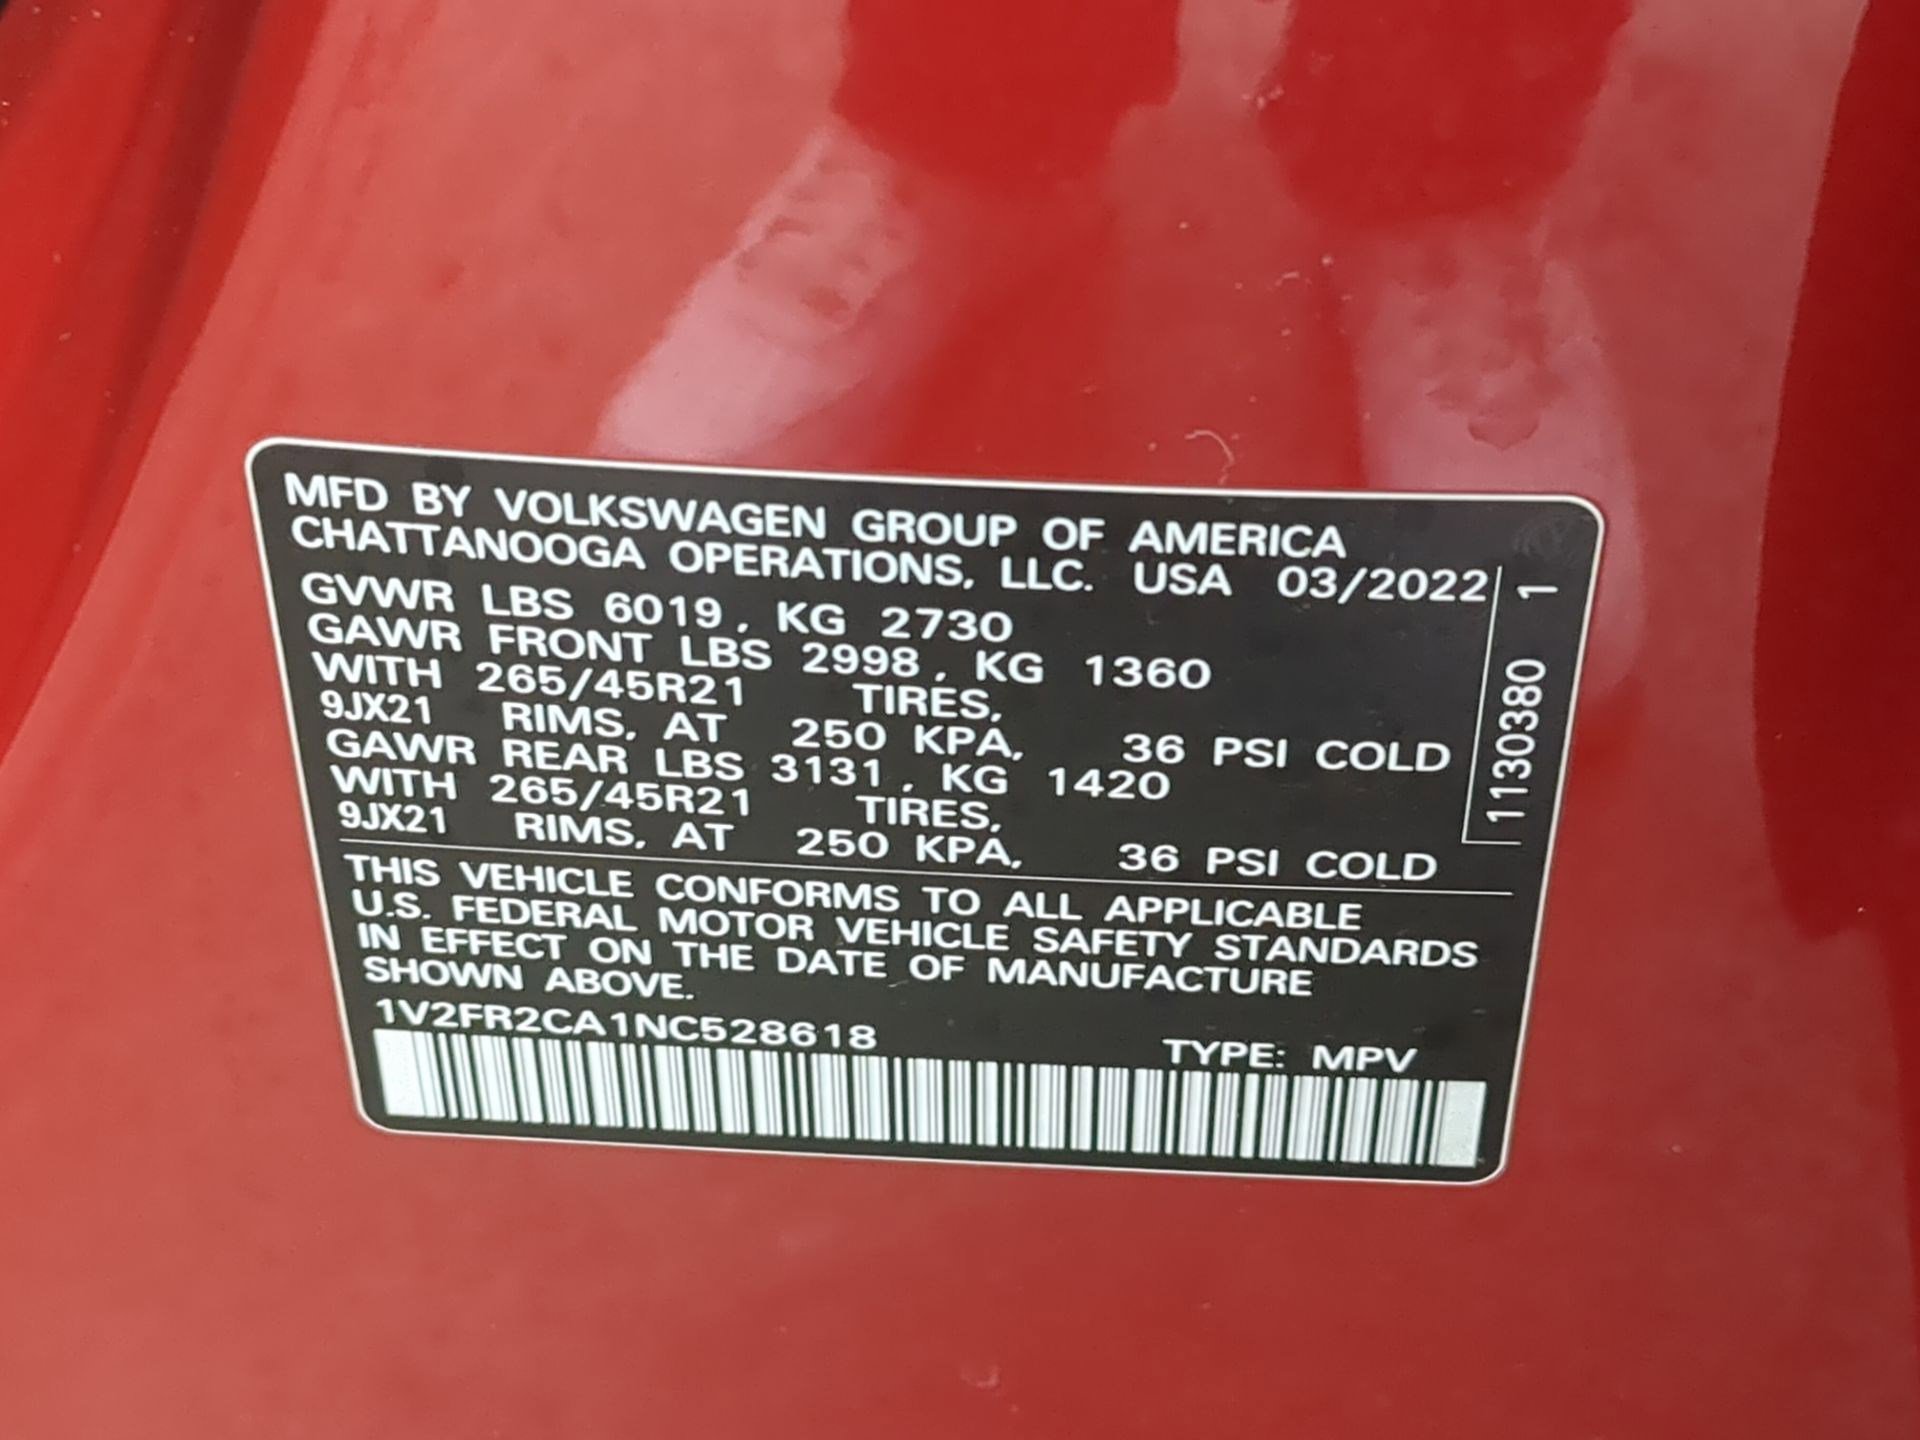 MFD BY VOLKSWAGEN GROUP OF AMERICA
CHATTANOOGA OPERATIONS, LLC. USA 03/2022
GVWR LBS 6019, KG 2730
GAWR FRONT LBS 2998, KG 1360
WITH 265/45R21 TIRES,
9JX21 RIMS, AT 250 KPA, 36 PSI COLD
GAWR REAR LBS 3131, KG 1420
WITH 265/45R21 TIRES,
9JX21 RIMS, AT 250 KPA, 36 PSI COLD
THIS VEHICLE CONFORMS TO ALL APPLICABLE
U.S. FEDERAL MOTOR VEHICLE SAFETY STANDARDS
IN EFFECT ON THE DATE OF MANUFACTURE
SHOWN ABOVE.
1V2FR2CA1NC528618 TYPE: MPV
1130380 1